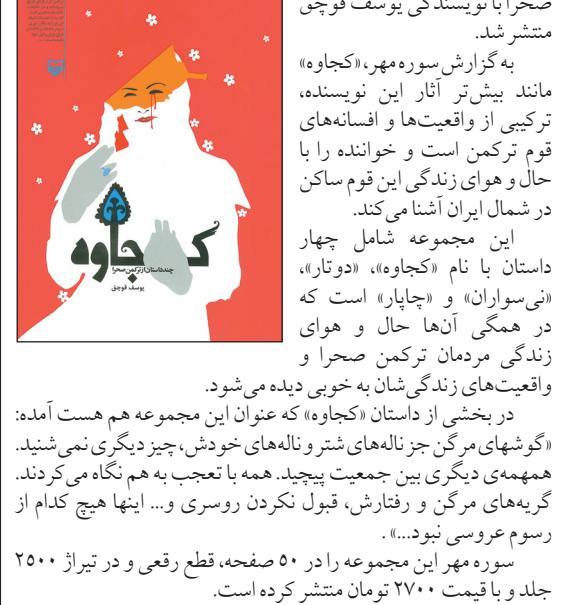 صحرا با نویسندگی یوسف قوچق
منتشر شد.
به گزارش سوره مهر، «کجاوه»
مانند بیش‌تر آثار این نویسنده،
ترکیبی از واقعیت‌ها و افسانه‌های
قوم ترکمن است و خواننده را با
حال و هوای زندگی این قوم ساکن
در شمال ایران آشنا می‌کند.
این مجموعه شامل چهار
داستان با نام «کجاوه»، «دوتار»،
«نی‌سواران» و «چاپار» است که
در همگی آن‌ها حال و هوای
زندگی مردمان ترکمن صحرا و
واقعیت‌های زندگی‌شان به خوبی دیده می‌شود.
در بخشی از داستان «کجاوه» که عنوان این مجموعه هم هست آمده:
«گوشهای مرگن جز ناله‌های شتر و ناله‌های خودش، چیز دیگری نمی‌شنید.
همهمه‌ی دیگری بین جمعیت پیچید. همه با تعجب به هم نگاه می‌کردند.
گریه‌های مرگن و رفتارش، قبول نکردن روسری و... اینها هیچ کدام از
رسوم عروسی نبود...».
سوره مهر این مجموعه را در ۵۰ صفحه، قطع رقعی و در تیراژ ۲۵۰۰
جلد و با قیمت ۲۷۰۰ تومان منتشر کرده است.
کجاوه
چند داستان از ترکمن صحرا
یوسف قوچق